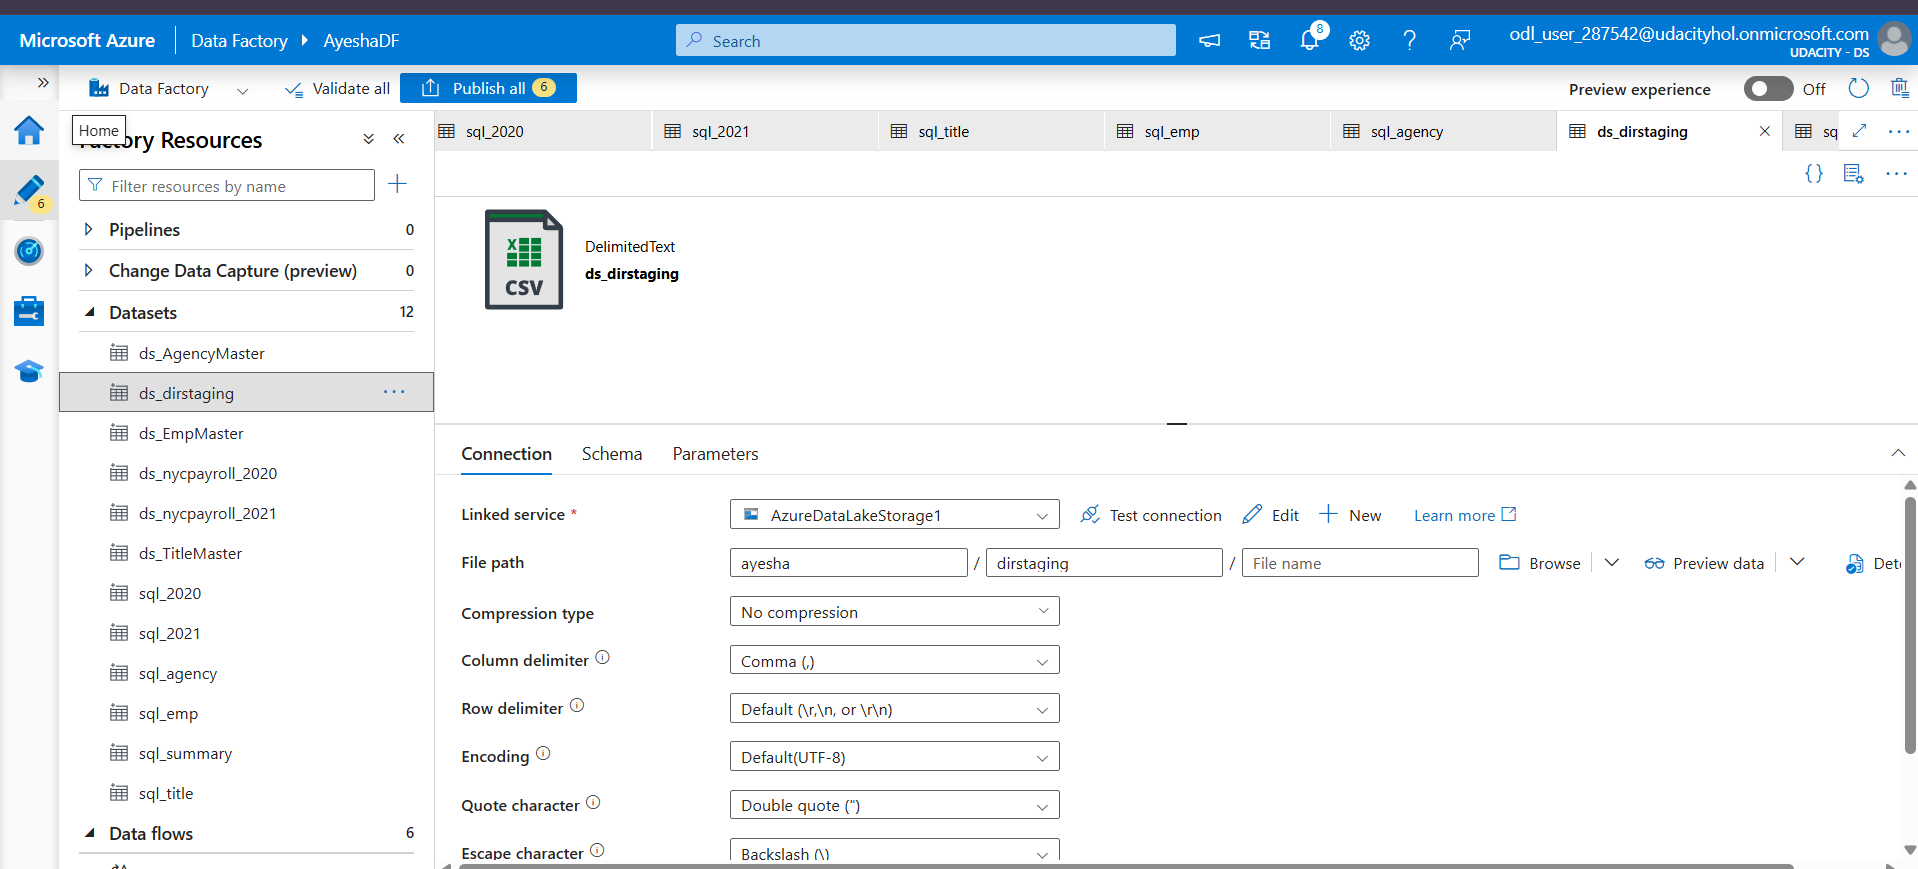 Microsoft Azure
Data Factory
AyeshaDF
Search
8
odl_user_287542@udacityhol.onmicrosoft.com
UDACITY - DS
Data Factory
Validate all
Publish all 6
Preview experience
Off
Home
Factory Resources
6
Filter resources by name
Pipelines 0
Change Data Capture (preview) 0
Datasets 12
ds_AgencyMaster
ds_dirstaging
ds_EmpMaster
ds_nycpayroll_2020
ds_nycpayroll_2021
ds_TitleMaster
sql_2020
sql_2021
sql_agency
sql_emp
sql_summary
sql_title
Data flows 6
sql_2020
sql_2021
sql_title
sql_emp
sql_agency
ds_dirstaging
sq
X
CSV
DelimitedText
ds_dirstaging
Connection
Schema
Parameters
Linked service * AzureDataLakeStorage1 Test connection Edit New Learn more
File path ayesha / dirstaging / File name Browse Preview data Det
Compression type No compression
Column delimiter Comma (,)
Row delimiter Default (\r,\n, or \r\n)
Encoding Default(UTF-8)
Quote character Double quote (")
Escape character Backslash (\)